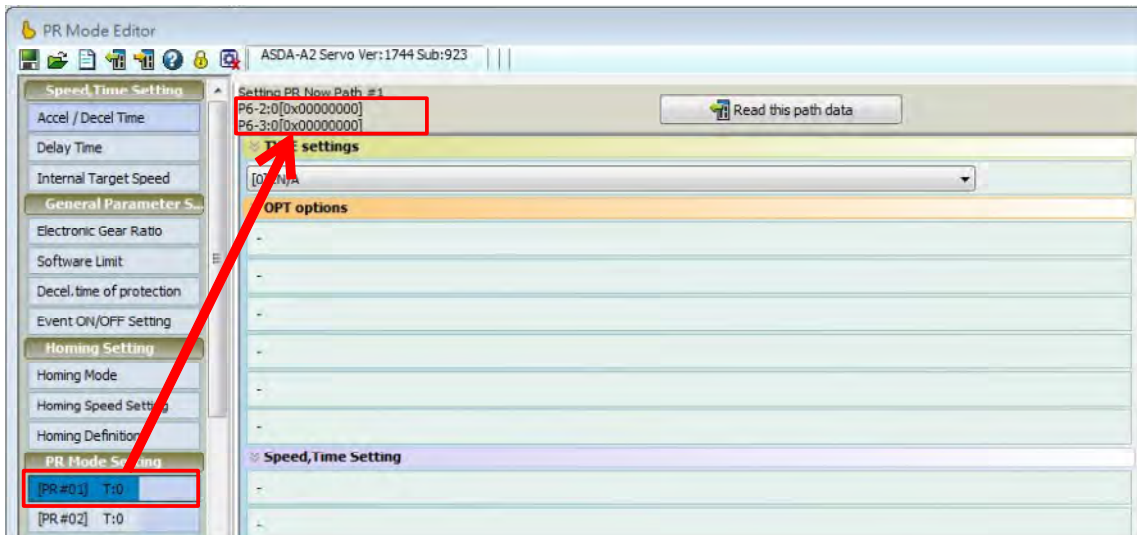 PR Mode Editor
ASDA-A2 Servo Ver:1744 Sub:923
Speed,Time Setting
Accel / Decel Time
Delay Time
Internal Target Speed
General Parameter S...
Electronic Gear Ratio
Software Limit
Decel.time of protection
Event ON/OFF Setting
Homing Setting
Homing Mode
Homing Speed Setting
Homing Definition
PR Mode Setting
[PR#01] T:0
[PR#02] T:0
Setting PR Now Path #1
P6-2:0[0x00000000]
P6-3:0[0x00000000]
Read this path data
settings
OPT options
-
-
-
-
-
-
Speed,Time Setting
-
-